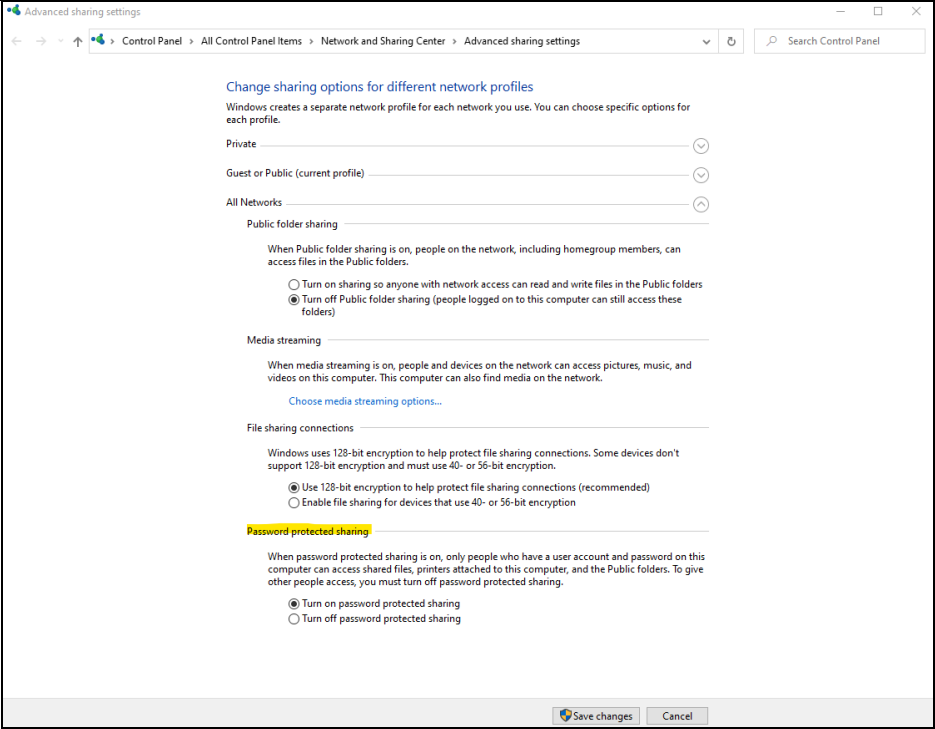 Advanced sharing settings
Control Panel > All Control Panel Items > Network and Sharing Center > Advanced sharing settings
Search Control Panel
Change sharing options for different network profiles
Windows creates a separate network profile for each network you use. You can choose specific options for
each profile.
Private
Guest or Public (current profile)
All Networks
Public folder sharing
When Public folder sharing is on, people on the network, including homegroup members, can
access files in the Public folders.
Turn on sharing so anyone with network access can read and write files in the Public folders
Turn off Public folder sharing (people logged on to this computer can still access these
folders)
Media streaming
When media streaming is on, people and devices on the network can access pictures, music, and
videos on this computer. This computer can also find media on the network.
Choose media streaming options...
File sharing connections
Windows uses 128-bit encryption to help protect file sharing connections. Some devices don't
support 128-bit encryption and must use 40- or 56-bit encryption.
Use 128-bit encryption to help protect file sharing connections (recommended)
Enable file sharing for devices that use 40- or 56-bit encryption
Password protected sharing
When password protected sharing is on, only people who have a user account and password on this
computer can access shared files, printers attached to this computer, and the Public folders. To give
other people access, you must turn off password protected sharing.
Turn on password protected sharing
Turn off password protected sharing
Save changes
Cancel